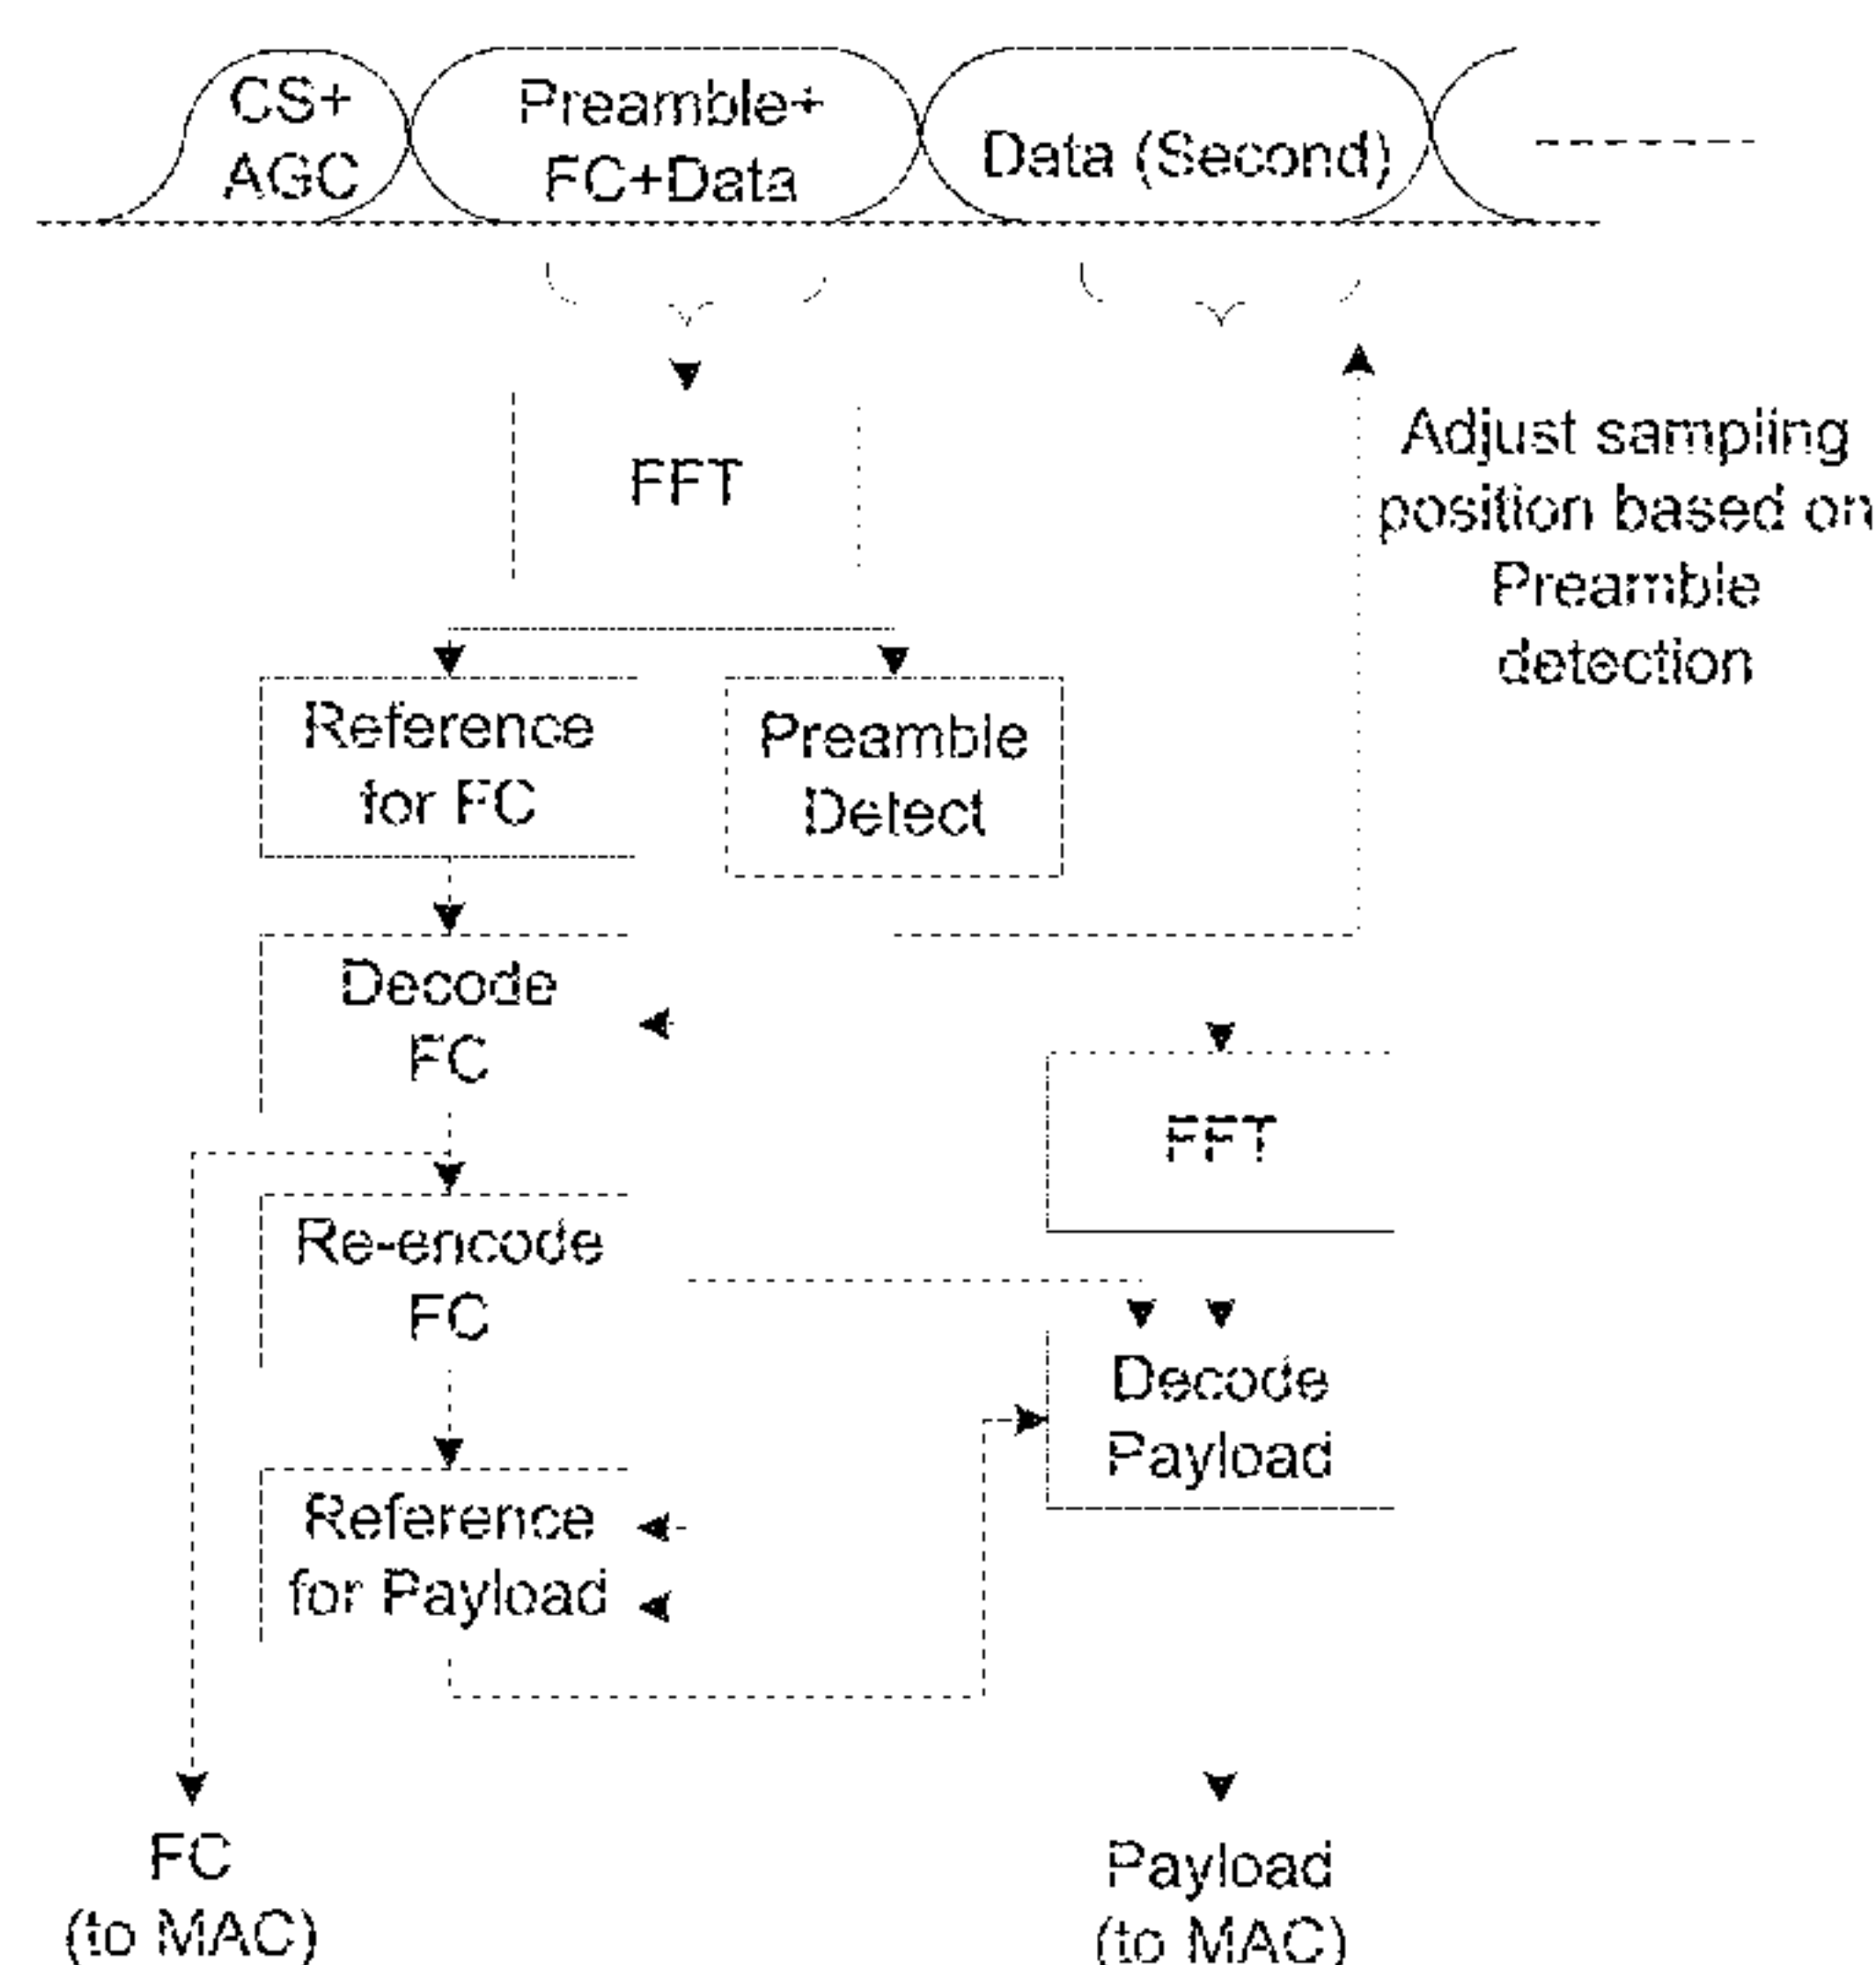 CS+
AGC
Preamble+
FC+Data
Data (Second)
FFT
Adjust sampling
position based on
Preamble
detection
Reference
for FC
Preamble
Detect
Decode
FC
FFT
Re-encode
FC
Decode
Payload
Reference
for Payload
FC
(to MAC)
Payload
(to MAC)